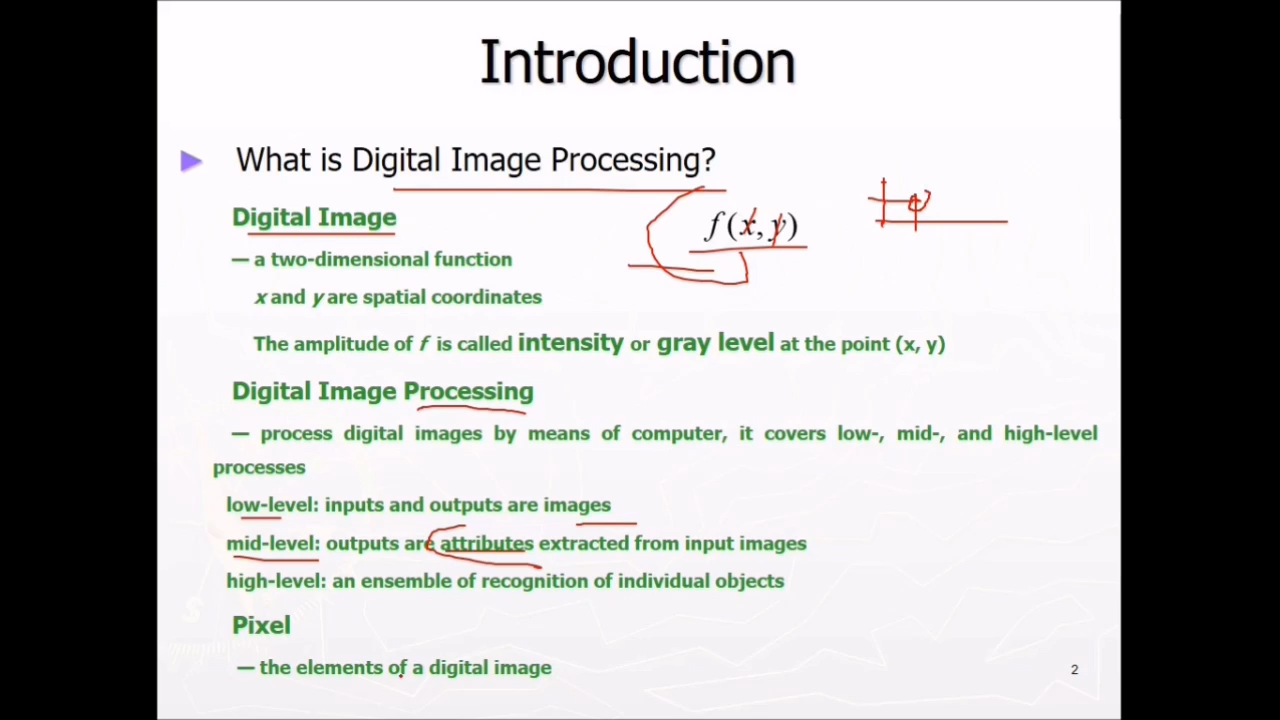 Introduction
What is Digital Image Processing?
Digital Image
f(x, y)
— a two-dimensional function
x and y are spatial coordinates
The amplitude of f is called intensity or gray level at the point (x, y)
Digital Image Processing
— process digital images by means of computer, it covers low-, mid-, and high-level
processes
low-level: inputs and outputs are images
mid-level: outputs are attributes extracted from input images
high-level: an ensemble of recognition of individual objects
Pixel
— the elements of a digital image
2